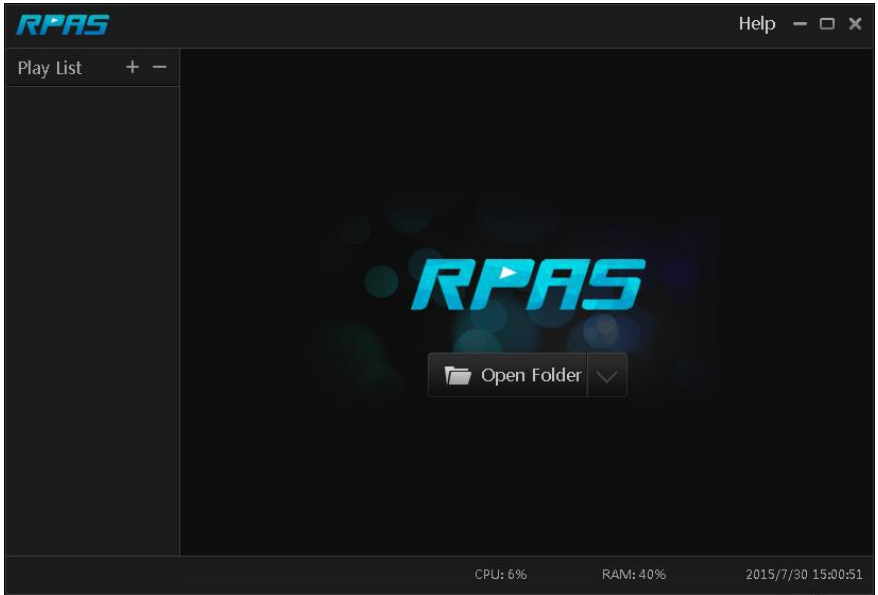 RPAS
Help
Play List
RPAS
Open Folder
CPU: 6% RAM: 40% 2015/7/30 15:00:51